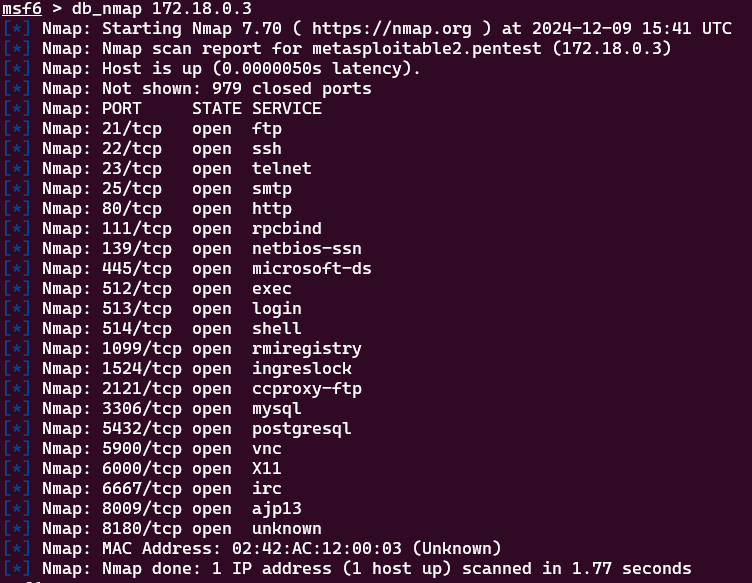 msf6 > db_nmap 172.18.0.3
[*] Nmap: Starting Nmap 7.70 ( https://nmap.org ) at 2024-12-09 15:41 UTC
[*] Nmap: Nmap scan report for metasploitable2.pentest (172.18.0.3)
[*] Nmap: Host is up (0.0000050s latency).
[*] Nmap: Not shown: 979 closed ports
[*] Nmap: PORT     STATE SERVICE
[*] Nmap: 21/tcp   open  ftp
[*] Nmap: 22/tcp   open  ssh
[*] Nmap: 23/tcp   open  telnet
[*] Nmap: 25/tcp   open  smtp
[*] Nmap: 80/tcp   open  http
[*] Nmap: 111/tcp  open  rpcbind
[*] Nmap: 139/tcp  open  netbios-ssn
[*] Nmap: 445/tcp  open  microsoft-ds
[*] Nmap: 512/tcp  open  exec
[*] Nmap: 513/tcp  open  login
[*] Nmap: 514/tcp  open  shell
[*] Nmap: 1099/tcp open  rmiregistry
[*] Nmap: 1524/tcp open  ingreslock
[*] Nmap: 2121/tcp open  ccproxy-ftp
[*] Nmap: 3306/tcp open  mysql
[*] Nmap: 5432/tcp open  postgresql
[*] Nmap: 5900/tcp open  vnc
[*] Nmap: 6000/tcp open  X11
[*] Nmap: 6667/tcp open  irc
[*] Nmap: 8009/tcp open  ajp13
[*] Nmap: 8180/tcp open  unknown
[*] Nmap: MAC Address: 02:42:AC:12:00:03 (Unknown)
[*] Nmap: Nmap done: 1 IP address (1 host up) scanned in 1.77 seconds